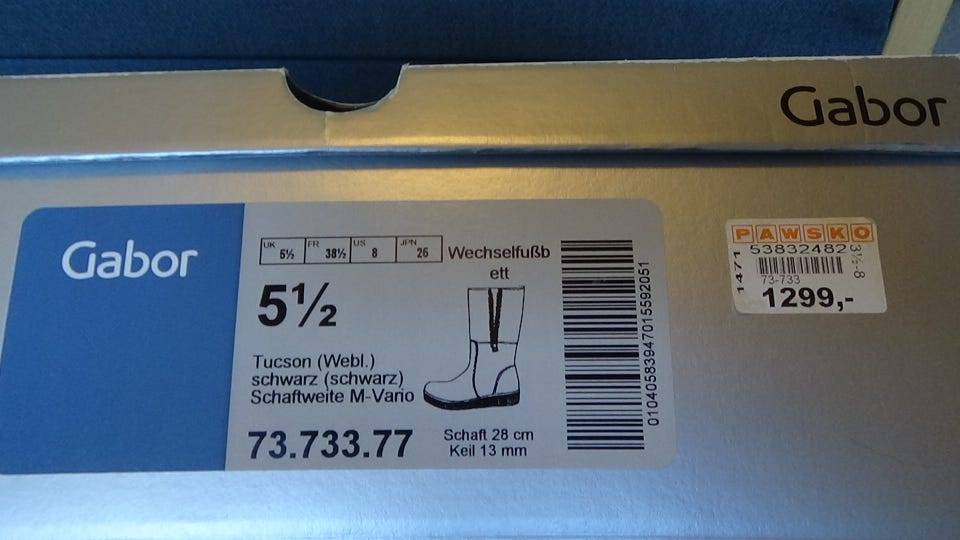 Gabor
Gabor
UK 5½ FR 38½ US 8 JPN 25
Wechselfußb
ett
5½
Tucson (Webl.)
schwarz (schwarz)
Schaftweite M-Vario
73.733.77
Schaft 28 cm
Keil 13 mm
0104058394701559205​1
PAWSKO
53832482
1471
3½-8
73-733
1299,-